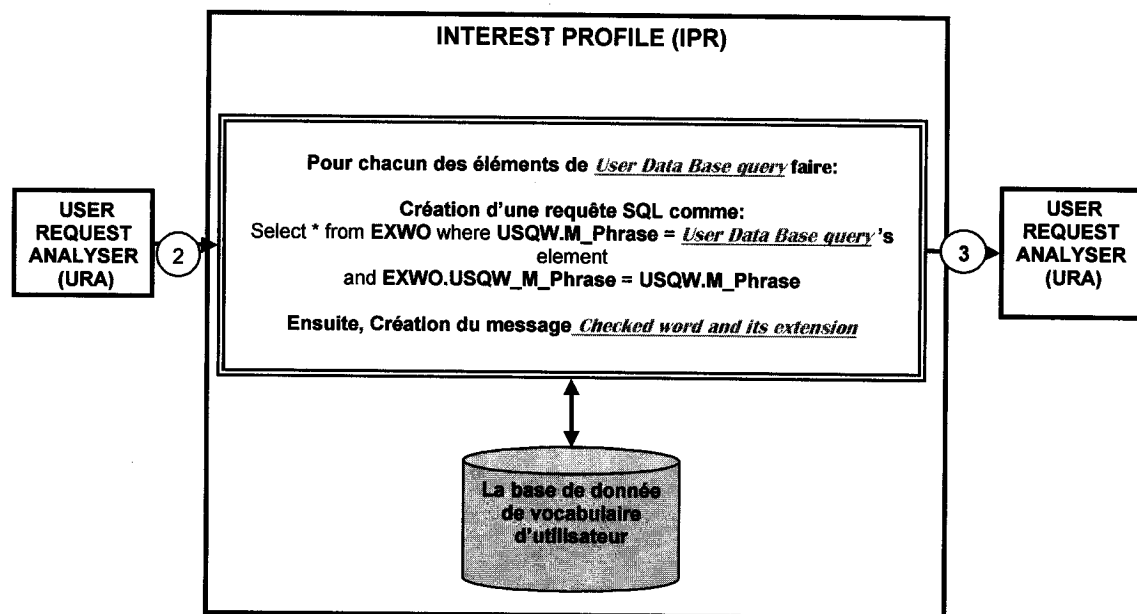 INTEREST PROFILE (IPR)
Pour chacun des éléments de User Data Base query faire:
Création d'une requête SQL comme:
Select * from EXWO where USQW.M_Phrase = User Data Base query 's
element
and EXWO.USQW_M_Phrase = USQW.M_Phrase
Ensuite, Création du message Checked word and its extension
USER
REQUEST
ANALYSER
(URA)
2
3
USER
REQUEST
ANALYSER
(URA)
La base de donnée
de vocabulaire
d'utilisateur